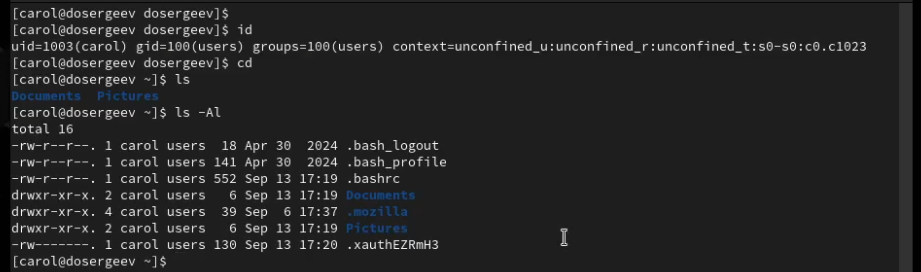 [carol@dosergeev dosergeev]$
[carol@dosergeev dosergeev]$ id
uid=1003(carol) gid=100(users) groups=100(users) context=unconfined_u:unconfined_r:unconfined_t:s0-s0:c0.c1023
[carol@dosergeev dosergeev]$ cd
[carol@dosergeev ~]$ ls
Documents  Pictures
[carol@dosergeev ~]$ ls -Al
total 16
-rw-r--r--. 1 carol users  18 Apr 30  2024 .bash_logout
-rw-r--r--. 1 carol users 141 Apr 30  2024 .bash_profile
-rw-r--r--. 1 carol users 552 Sep 13 17:19 .bashrc
drwxr-xr-x. 2 carol users   6 Sep 13 17:19 Documents
drwxr-xr-x. 4 carol users  39 Sep  6 17:37 .mozilla
drwxr-xr-x. 2 carol users   6 Sep 13 17:19 Pictures
-rw-------. 1 carol users 130 Sep 13 17:20 .xauthEZRmH3
[carol@dosergeev ~]$